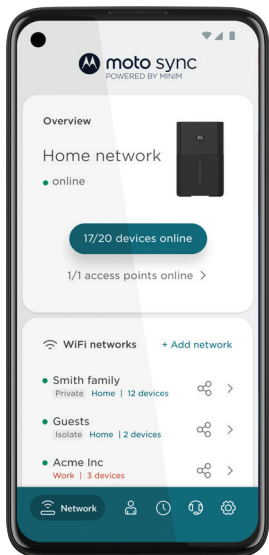 moto sync
POWERED BY MINIM
Overview
Home network
online
17/20 devices online
1/1 access points online >
WiFi networks + Add network
Smith family
Private Home | 12 devices
Guests
Isolate Home | 2 devices
Acme Inc
Work | 3 devices
Network